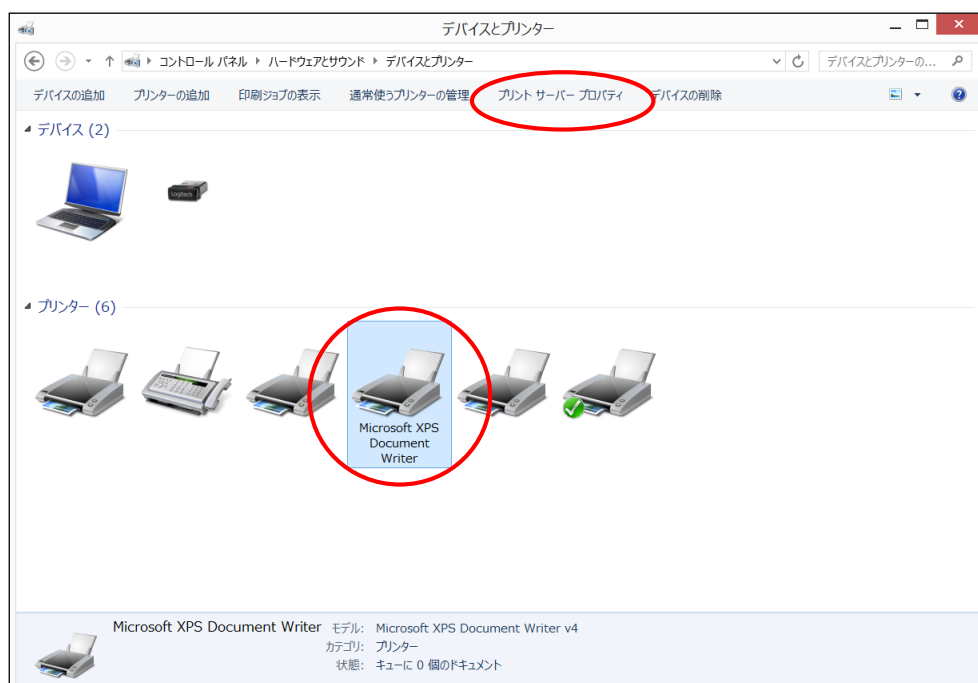 デバイスとプリンター
コントロール パネル ハードウェアとサウンド デバイスとプリンター
デバイスとプリンターの...
デバイスの追加 プリンターの追加 印刷ジョブの表示 通常使うプリンターの管理 プリント サーバー プロパティ デバイスの削除
デバイス (2)
Logitech
プリンター (6)
Microsoft XPS
Document
Writer
Microsoft XPS Document Writer モデル: Microsoft XPS Document Writer v4
カテゴリ: プリンター
状態: キューに 0 個のドキュメント